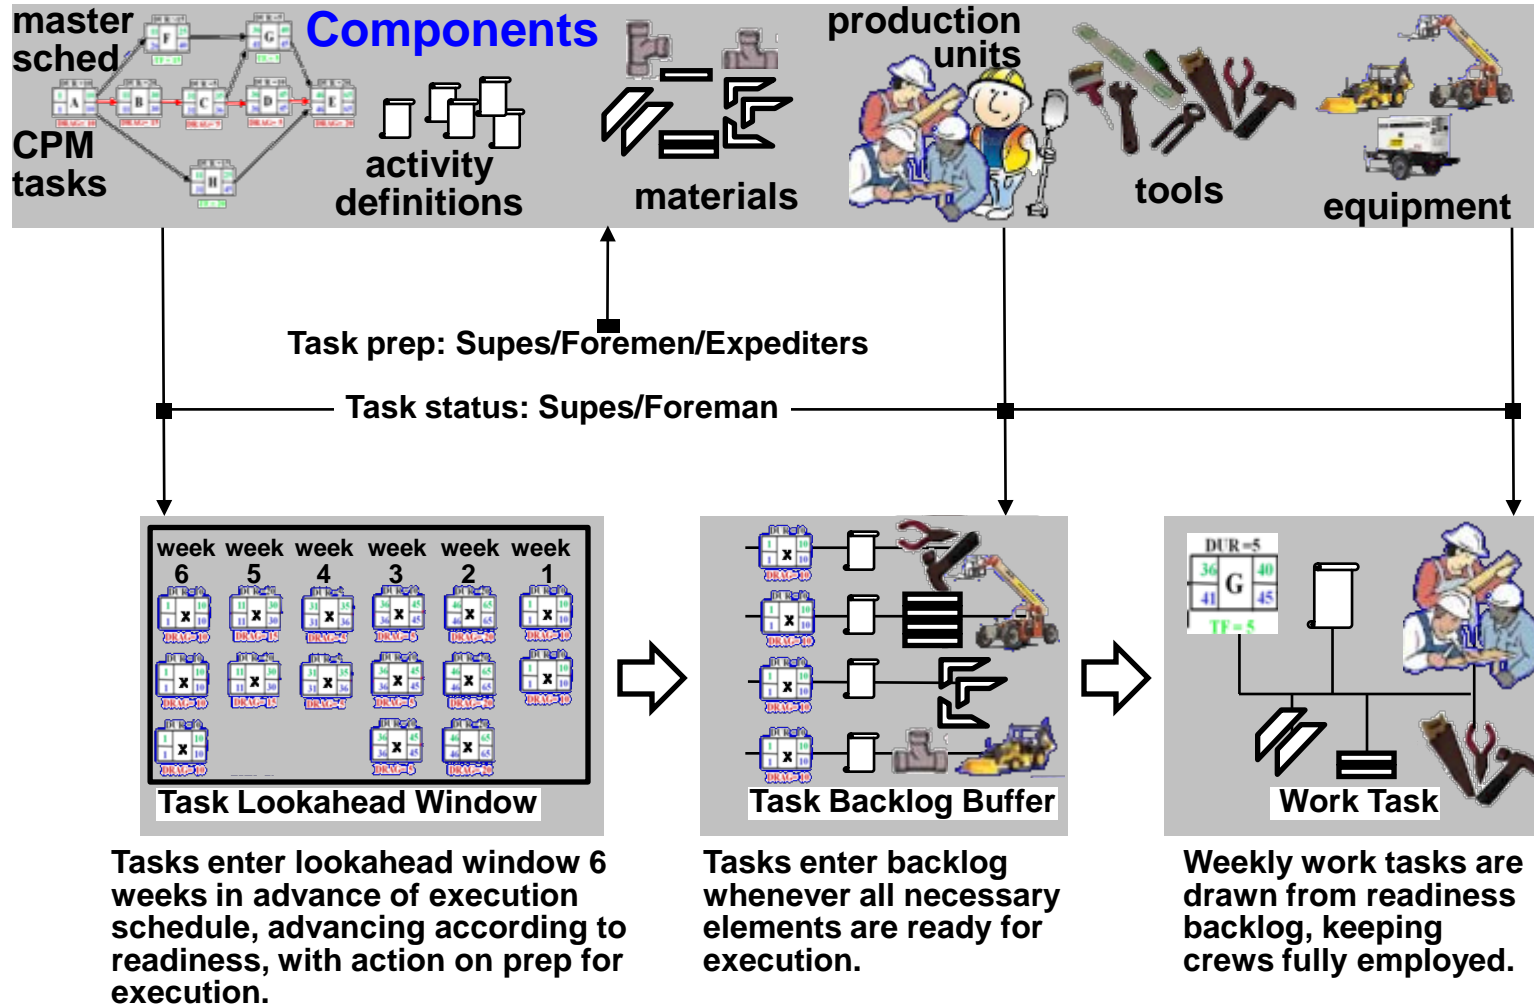 master
sched
Components
production
units
CPM
tasks
activity
definitions
materials
tools
equipment
Task prep: Supes/Foremen/Expediters
Task status: Supes/Foreman
week week week week week week
6 5 4 3 2 1
Task Lookahead Window
Task Backlog Buffer
DUR =5
36 G 40
41 45
TF = 5
Work Task
Tasks enter lookahead window 6
weeks in advance of execution
schedule, advancing according to
readiness, with action on prep for
execution.
Tasks enter backlog
whenever all necessary
elements are ready for
execution.
Weekly work tasks are
drawn from readiness
backlog, keeping
crews fully employed.